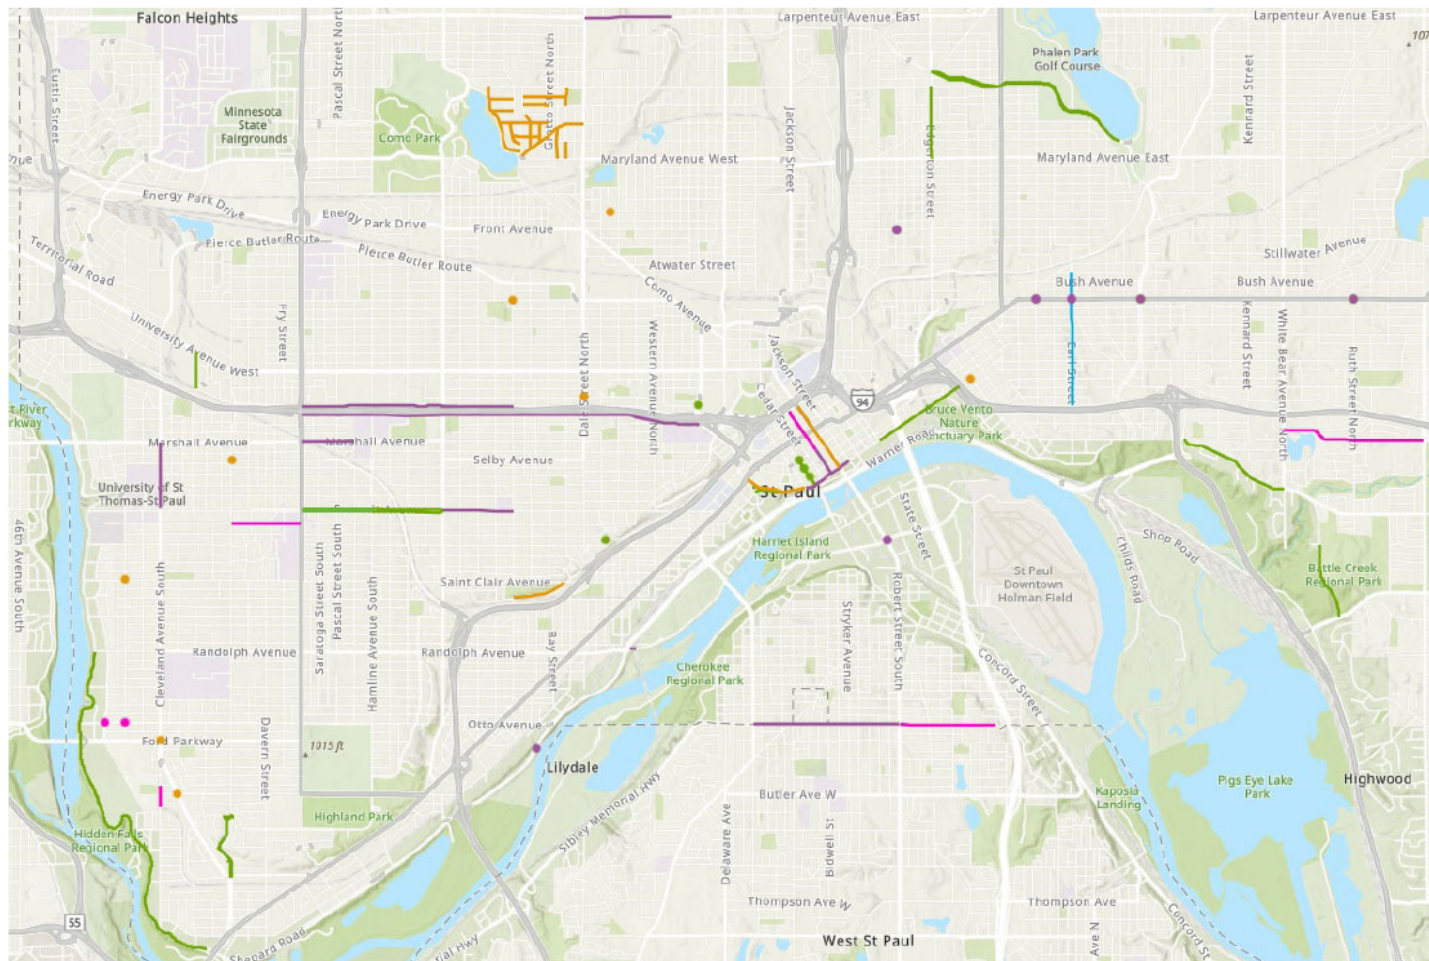 Falcon Heights
Larpenteur Avenue East
Larpenteur Avenue East
Pascal Street North
Phalen Park
Golf Course
Eustis Street
Minnesota
State
Fairgrounds
Como Park
Jackson Street
Edgerton Street
Kennard Street
Maryland Avenue West
Maryland Avenue East
Energy Park Drive
Energy Park Drive
Front Avenue
Pierce Butler Route
Pierce Butler Route
Territorial Road
Atwater Street
Stillwater Avenue
Como Avenue
Bush Avenue
Bush Avenue
Fry Street
University Avenue West
Dale Street North
Western Avenue North
Jackson Street
Cedar Street
Earl Street
Kennard Street
White Bear Avenue North
Ruth Street North
94
Bruce Vento
Nature
Sanctuary Park
Marshall Avenue
Marshall Avenue
Selby Avenue
Warner Road
University of St
Thomas-St Paul
St Paul
State Street
Harriet Island
Regional Park
Shop Road
Childs Road
46th Avenue South
Saint Clair Avenue
St Paul
Downtown
Holman Field
Battle Creek
Regional Park
Cleveland Avenue South
Saratoga Street South
Pascal Street South
Hamline Avenue South
Stryker Avenue
Robert Street South
Randolph Avenue
Randolph Avenue
Cherokee
Regional Park
Concord Street
Otto Avenue
Ford Parkway
Davern Street
1015 ft
Lilydale
Sibley Memorial Hwy
Butler Ave W
Kaposia
Landing
Pigs Eye Lake
Park
Highwood
Highland Park
Hidden Falls
Regional Park
Delaware Ave
Bidwell St
Thompson Ave W
Thompson Ave
55
Shepard Road
West St Paul
Ave N
Concord St